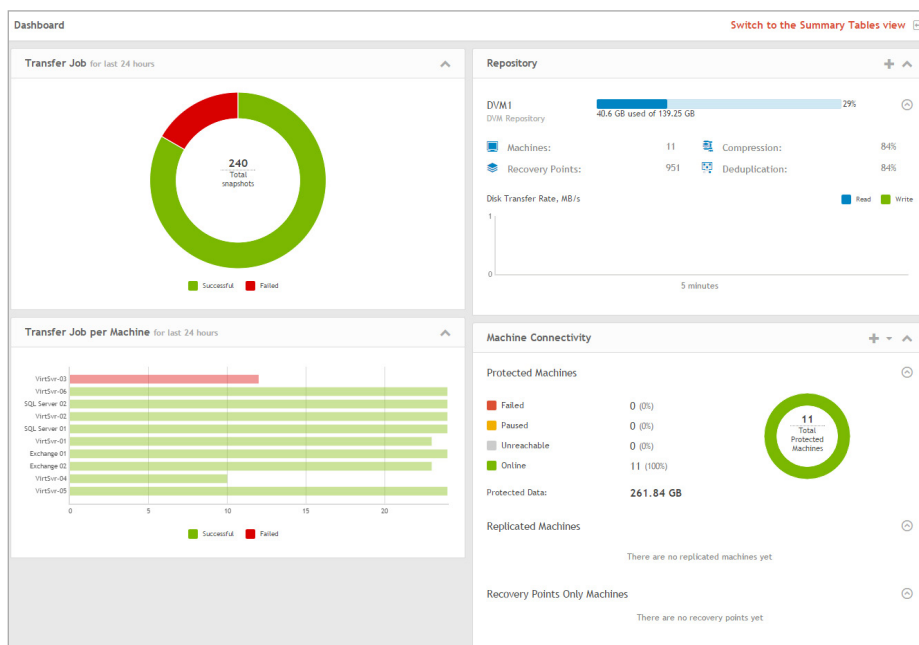 Dashboard
Switch to the Summary Tables view
Transfer Job for last 24 hours
240
Total
snapshots
Successful
Failed
Transfer Job per Machine for last 24 hours
VirtSvr-03
VirtSvr-06
SQL Server 02
VirtSvr-02
SQL Server 01
VirtSvr-01
Exchange 01
Exchange 02
VirtSvr-04
VirtSvr-05
0 5 10 15 20
Successful
Failed
Repository
DVM1
DVM Repository
29%
40.6 GB used of 139.25 GB
Machines: 11
Compression: 84%
Recovery Points: 951
Deduplication: 84%
Disk Transfer Rate, MB/s
Read
Write
1
0
5 minutes
Machine Connectivity
Protected Machines
Failed 0 (0%)
Paused 0 (0%)
Unreachable 0 (0%)
Online 11 (100%)
11
Total
Protected
Machines
Protected Data: 261.84 GB
Replicated Machines
There are no replicated machines yet
Recovery Points Only Machines
There are no recovery points yet